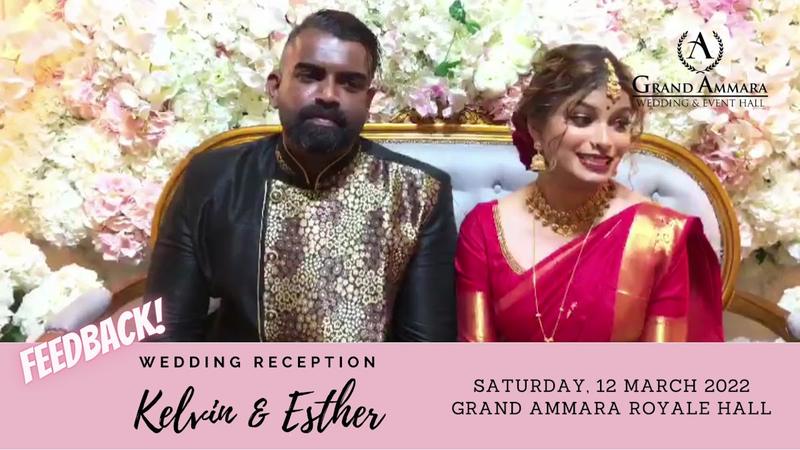 A
GRAND AMMARA
WEDDING & EVENT HALL
FEEDBACK!
WEDDING RECEPTION
Kelvin & Esther
SATURDAY, 12 MARCH 2022
GRAND AMMARA ROYALE HALL